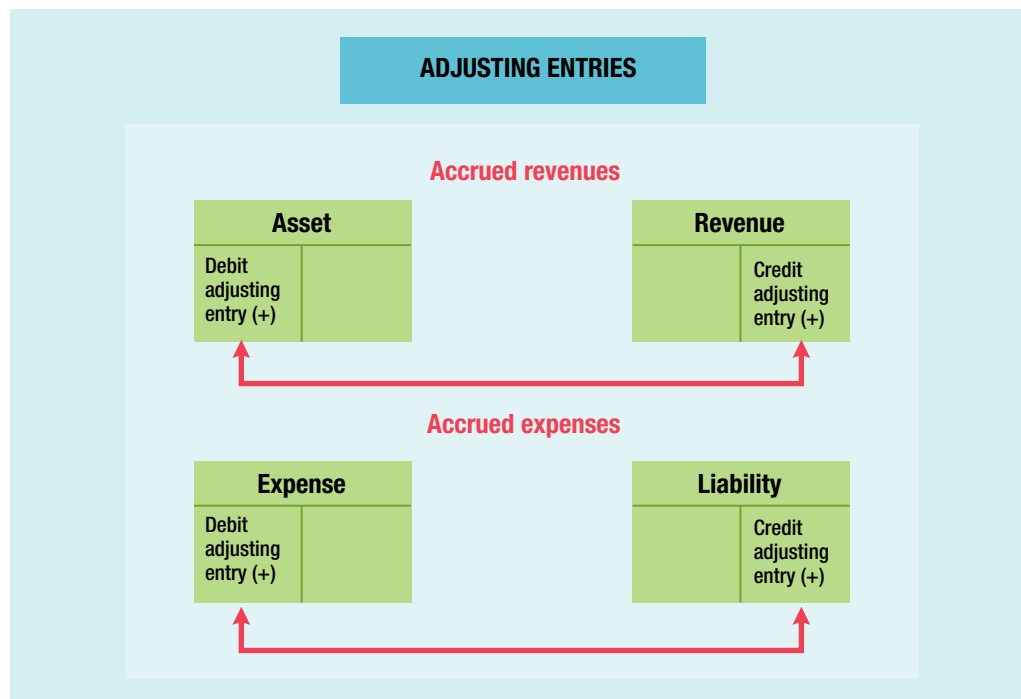 ADJUSTING ENTRIES
Accrued revenues
Asset
Debit
adjusting
entry (+)
Revenue
Credit
adjusting
entry (+)
Accrued expenses
Expense
Debit
adjusting
entry (+)
Liability
Credit
adjusting
entry (+)